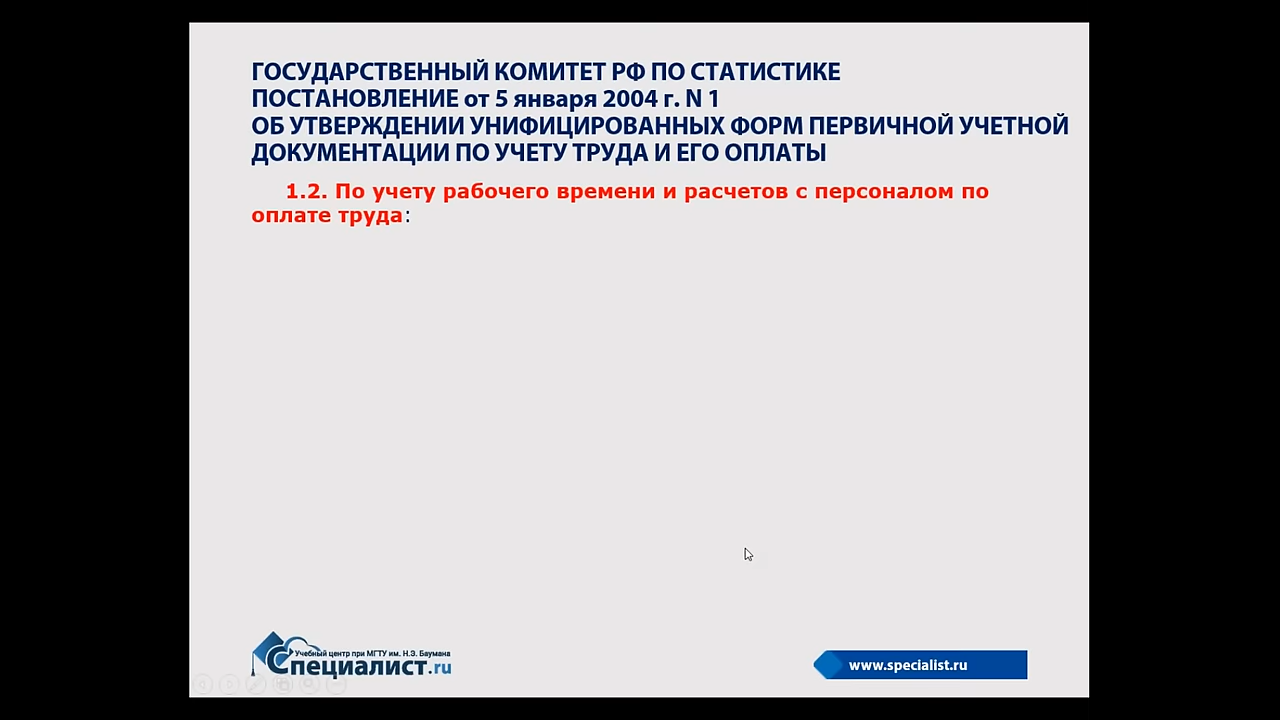 ГОСУДАРСТВЕННЫЙ КОМИТЕТ РФ ПО СТАТИСТИКЕ
ПОСТАНОВЛЕНИЕ от 5 января 2004 г. N 1
ОБ УТВЕРЖДЕНИИ УНИФИЦИРОВАННЫХ ФОРМ ПЕРВИЧНОЙ УЧЕТНОЙ
ДОКУМЕНТАЦИИ ПО УЧЕТУ ТРУДА И ЕГО ОПЛАТЫ
1.2. По учету рабочего времени и расчетов с персоналом по
оплате труда:
Учебный центр при МГТУ им. Н.Э. Баумана
Специалист.ru
www.specialist.ru